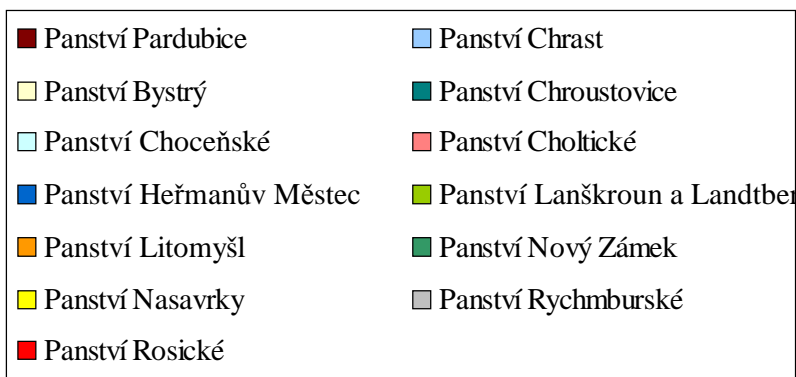 Panství Pardubice
Panství Chrast
Panství Bystrý
Panství Chroustovice
Panství Choceňské
Panství Choltické
Panství Heřmanův Městec
Panství Lanškroun a Landtber
Panství Litomyšl
Panství Nový Zámek
Panství Nasavrky
Panství Rychmburské
Panství Rosické